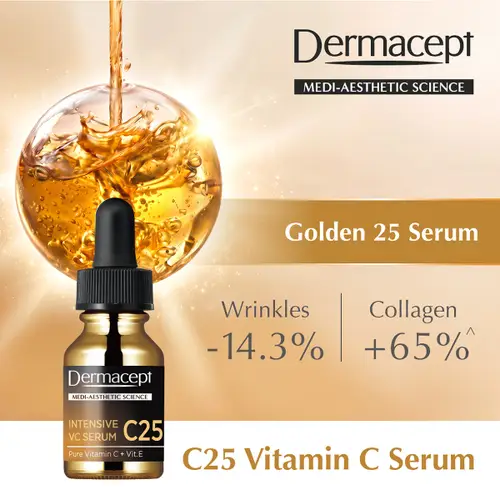 Dermacept
MEDI-AESTHETIC SCIENCE
Golden 25 Serum
Wrinkles
-14.3%
Collagen
+65%^
Dermacept
MEDI-AESTHETIC SCIENCE
INTENSIVE
VC SERUM C25
Pure Vitamin C + Vit.E
C25 Vitamin C Serum